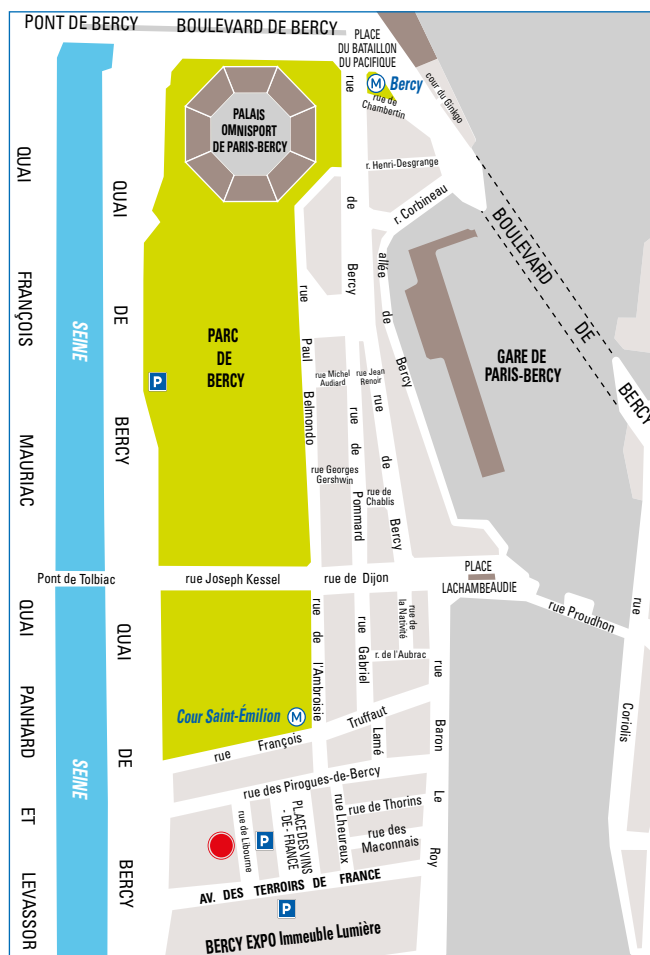 PONT DE BERCY
BOULEVARD DE BERCY
PLACE
DU BATAILLON
DU PACIFIQUE
M Bercy
rue de
Chambertin
cour du Ginkgo
PALAIS
OMNISPORT
DE PARIS-BERCY
r. Henri-Desgrange
r. Corbineau
BOULEVARD DE BERCY
QUAI FRANÇOIS MAURIAC
SEINE
QUAI DE BERCY
PARC
DE
BERCY
P
rue Paul Belmondo
rue de Bercy
allée de Bercy
GARE DE
PARIS-BERCY
rue Michel
Audiard
rue Jean
Renoir
rue de Pommard
rue de Bercy
rue Georges
Gershwin
rue de
Chablis
Pont de Tolbiac
rue Joseph Kessel
rue de Dijon
PLACE
LACHAMBEAUDIE
rue Proudhon
rue Coriolis
QUAI PANHARD ET LEVASSOR
SEINE
QUAI DE BERCY
rue de l'Ambroisie
rue Gabriel Lamé
rue de
la Nativité
r. de l'Aubrac
rue Baron Le Roy
Cour Saint-Émilion M
rue François Truffaut
rue des Pirogues-de-Bercy
rue de Libourne
P
PLACE DES VINS
- DE - FRANCE
rue Lheureux
rue de Thorins
rue des
Maconnais
AV. DES TERROIRS DE FRANCE
P
BERCY EXPO Immeuble Lumière